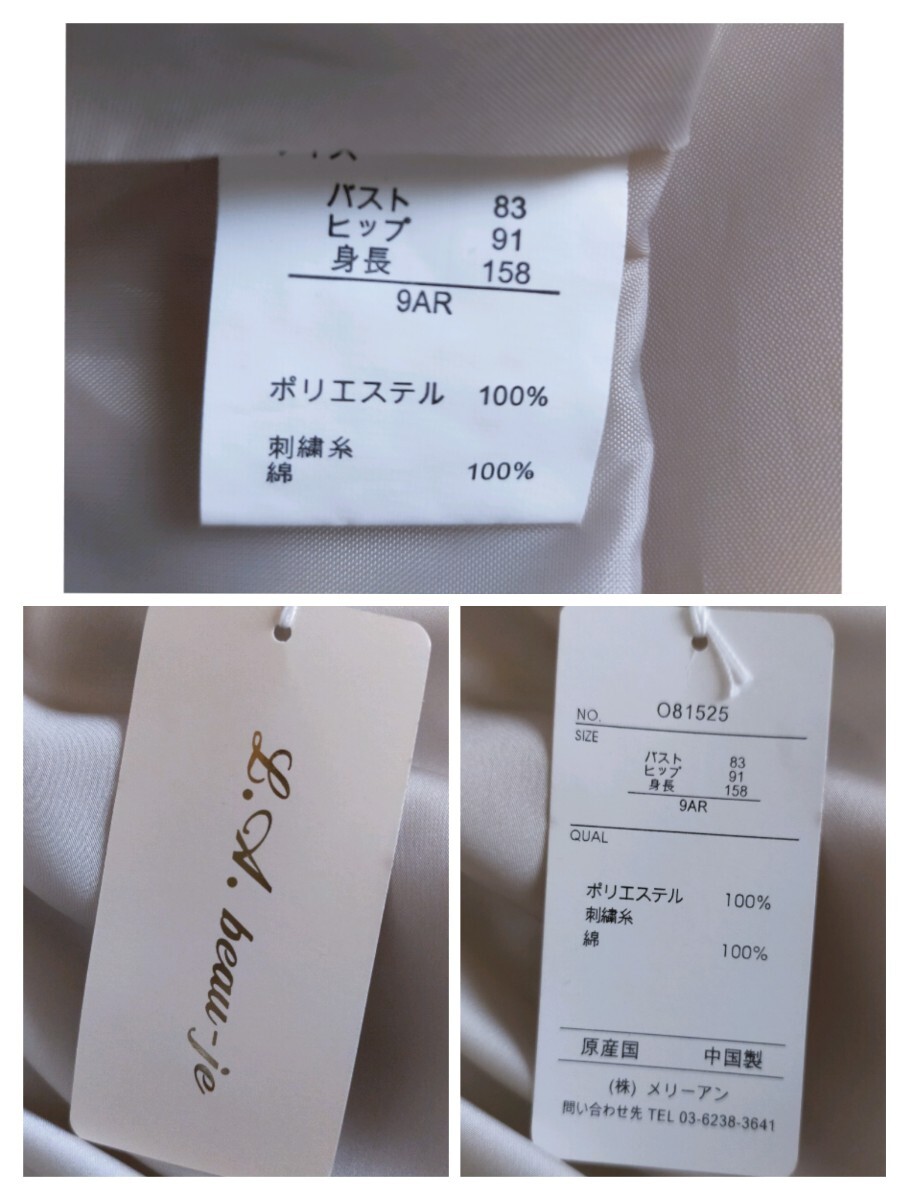 バスト 83
ヒップ 91
身長 158
9AR
ポリエステル 100%
刺繍糸
綿 100%
L.A. beau-je
NO. O81525
SIZE
バスト 83
ヒップ 91
身長 158
9AR
QUAL
ポリエステル 100%
刺繍糸
綿 100%
原産国 中国製
(株) メリーアン
問い合わせ先 TEL 03-6238-3641